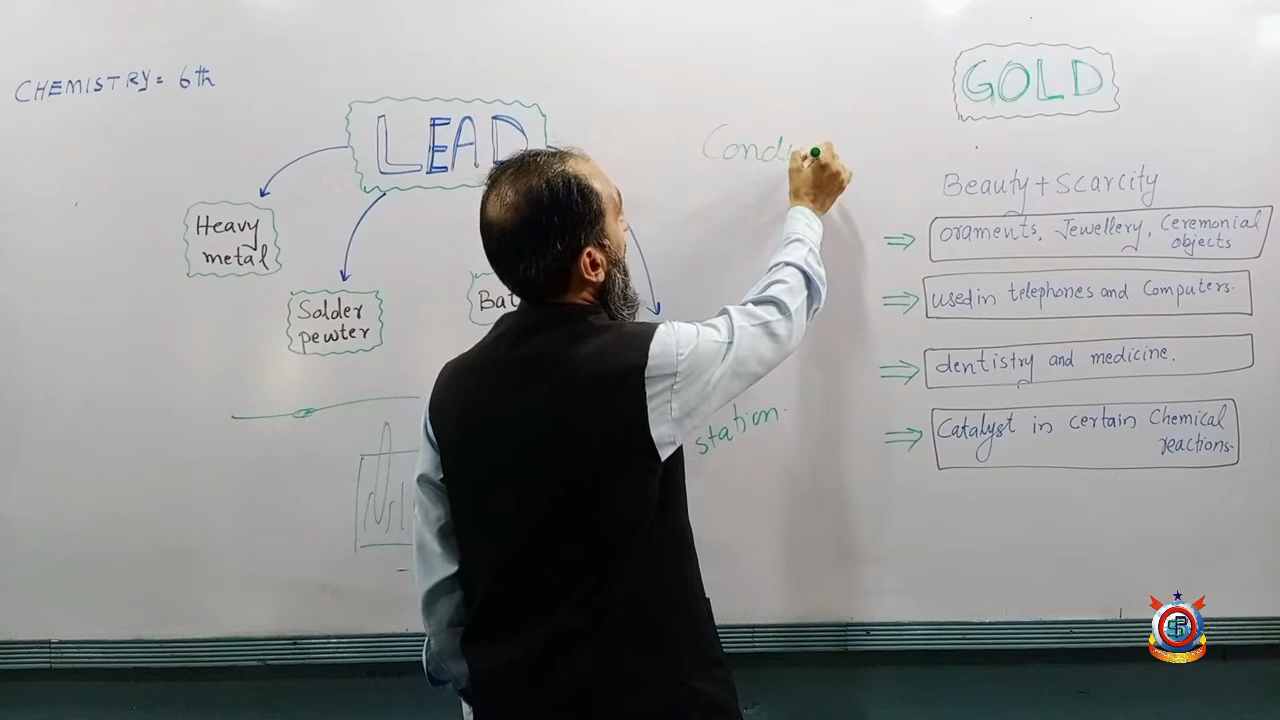 CHEMISTRY = 6th
LEAD
Heavy
metal
Solder
pewter
Bat
station.
Cond
GOLD
Beauty + Scarcity
⇒ oraments, Jewellery, Ceremonial
objects
⇒ used in telephones and Computers.
⇒ dentistry and medicine.
⇒ Catalyst in certain Chemical
reactions.